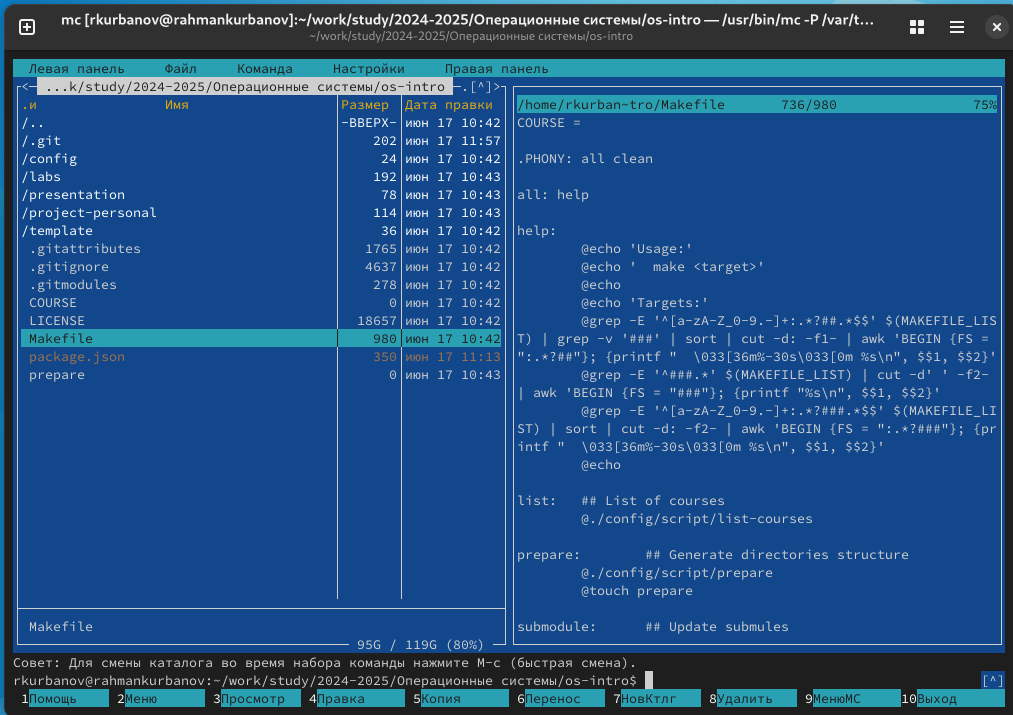 mc [rkurbanov@rahmankurbanov]:~/work/study/2024-2025/Операционные системы/os-intro — /usr/bin/mc -P /var/t…
~/work/study/2024-2025/Операционные системы/os-intro
Левая панель Файл Команда Настройки Правая панель
<─ ...k/study/2024-2025/Операционные системы/os-intro ─.[^]>
.и Имя Размер Дата правки
/.. -ВВЕРХ- июн 17 10:42
/.git 202 июн 17 11:57
/config 24 июн 17 10:42
/labs 192 июн 17 10:43
/presentation 78 июн 17 10:43
/project-personal 114 июн 17 10:43
/template 36 июн 17 10:42
.gitattributes 1765 июн 17 10:42
.gitignore 4637 июн 17 10:42
.gitmodules 278 июн 17 10:42
COURSE 0 июн 17 10:42
LICENSE 18657 июн 17 10:42
Makefile 980 июн 17 10:42
package.json 350 июн 17 11:13
prepare 0 июн 17 10:43
Makefile
95G / 119G (80%)
/home/rkurban~tro/Makefile 736/980 75%
COURSE =
.PHONY: all clean
all: help
help:
@echo 'Usage:'
@echo '  make <target>'
@echo
@echo 'Targets:'
@grep -E '^[a-zA-Z_0-9.-]+:.*?##.*$$' $(MAKEFILE_LIS
T) | grep -v '###' | sort | cut -d: -f1- | awk 'BEGIN {FS =
":.*?##"}; {printf "  \033[36m%-30s\033[0m %s\n", $$1, $$2}'
@grep -E '^###.*' $(MAKEFILE_LIST) | cut -d' ' -f2-
| awk 'BEGIN {FS = "###"}; {printf "%s\n", $$1, $$2}'
@grep -E '^[a-zA-Z_0-9.-]+:.*?###.*$$' $(MAKEFILE_LI
ST) | sort | cut -d: -f2- | awk 'BEGIN {FS = ":.*?###"}; {pr
intf "  \033[36m%-30s\033[0m %s\n", $$1, $$2}'
@echo
list: ## List of courses
@./config/script/list-courses
prepare: ## Generate directories structure
@./config/script/prepare
@touch prepare
submodule: ## Update submules
Совет: Для смены каталога во время набора команды нажмите M-c (быстрая смена).
rkurbanov@rahmankurbanov:~/work/study/2024-2025/Операционные системы/os-intro$ [^]
1Помощь 2Меню 3Просмотр 4Правка 5Копия 6Перенос 7НовКтлг 8Удалить 9МенюМС 10Выход